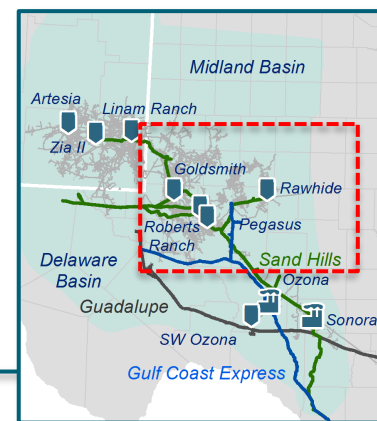 Midland Basin
Artesia
Linam Ranch
Zia II
Goldsmith
Rawhide
Roberts
Ranch
Pegasus
Sand Hills
Delaware
Basin
Ozona
Guadalupe
Sonora
SW Ozona
Gulf Coast Express